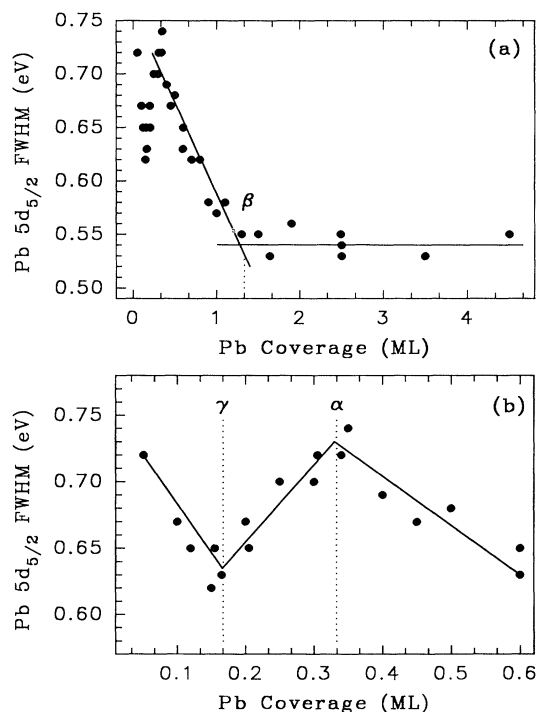 (a)
0.75
0.70
0.65
0.60
0.55
0.50
Pb 5d5/2 FWHM (eV)
β
0 1 2 3 4
Pb Coverage (ML)
γ α (b)
0.75
0.70
0.65
0.60
Pb 5d5/2 FWHM (eV)
0.1 0.2 0.3 0.4 0.5 0.6
Pb Coverage (ML)